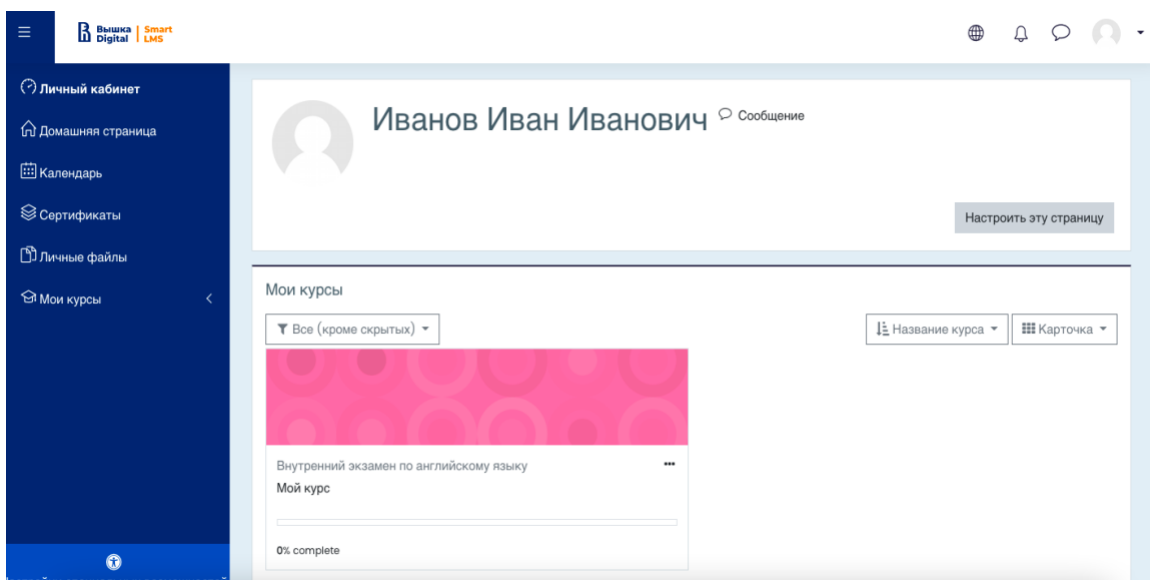 Вышка Digital | Smart LMS
Личный кабинет
Домашняя страница
Календарь
Сертификаты
Личные файлы
Мои курсы
Иванов Иван Иванович
Сообщение
Настроить эту страницу
Мои курсы
Все (кроме скрытых)
Название курса
Карточка
Внутренний экзамен по английскому языку
Мой курс
0% complete